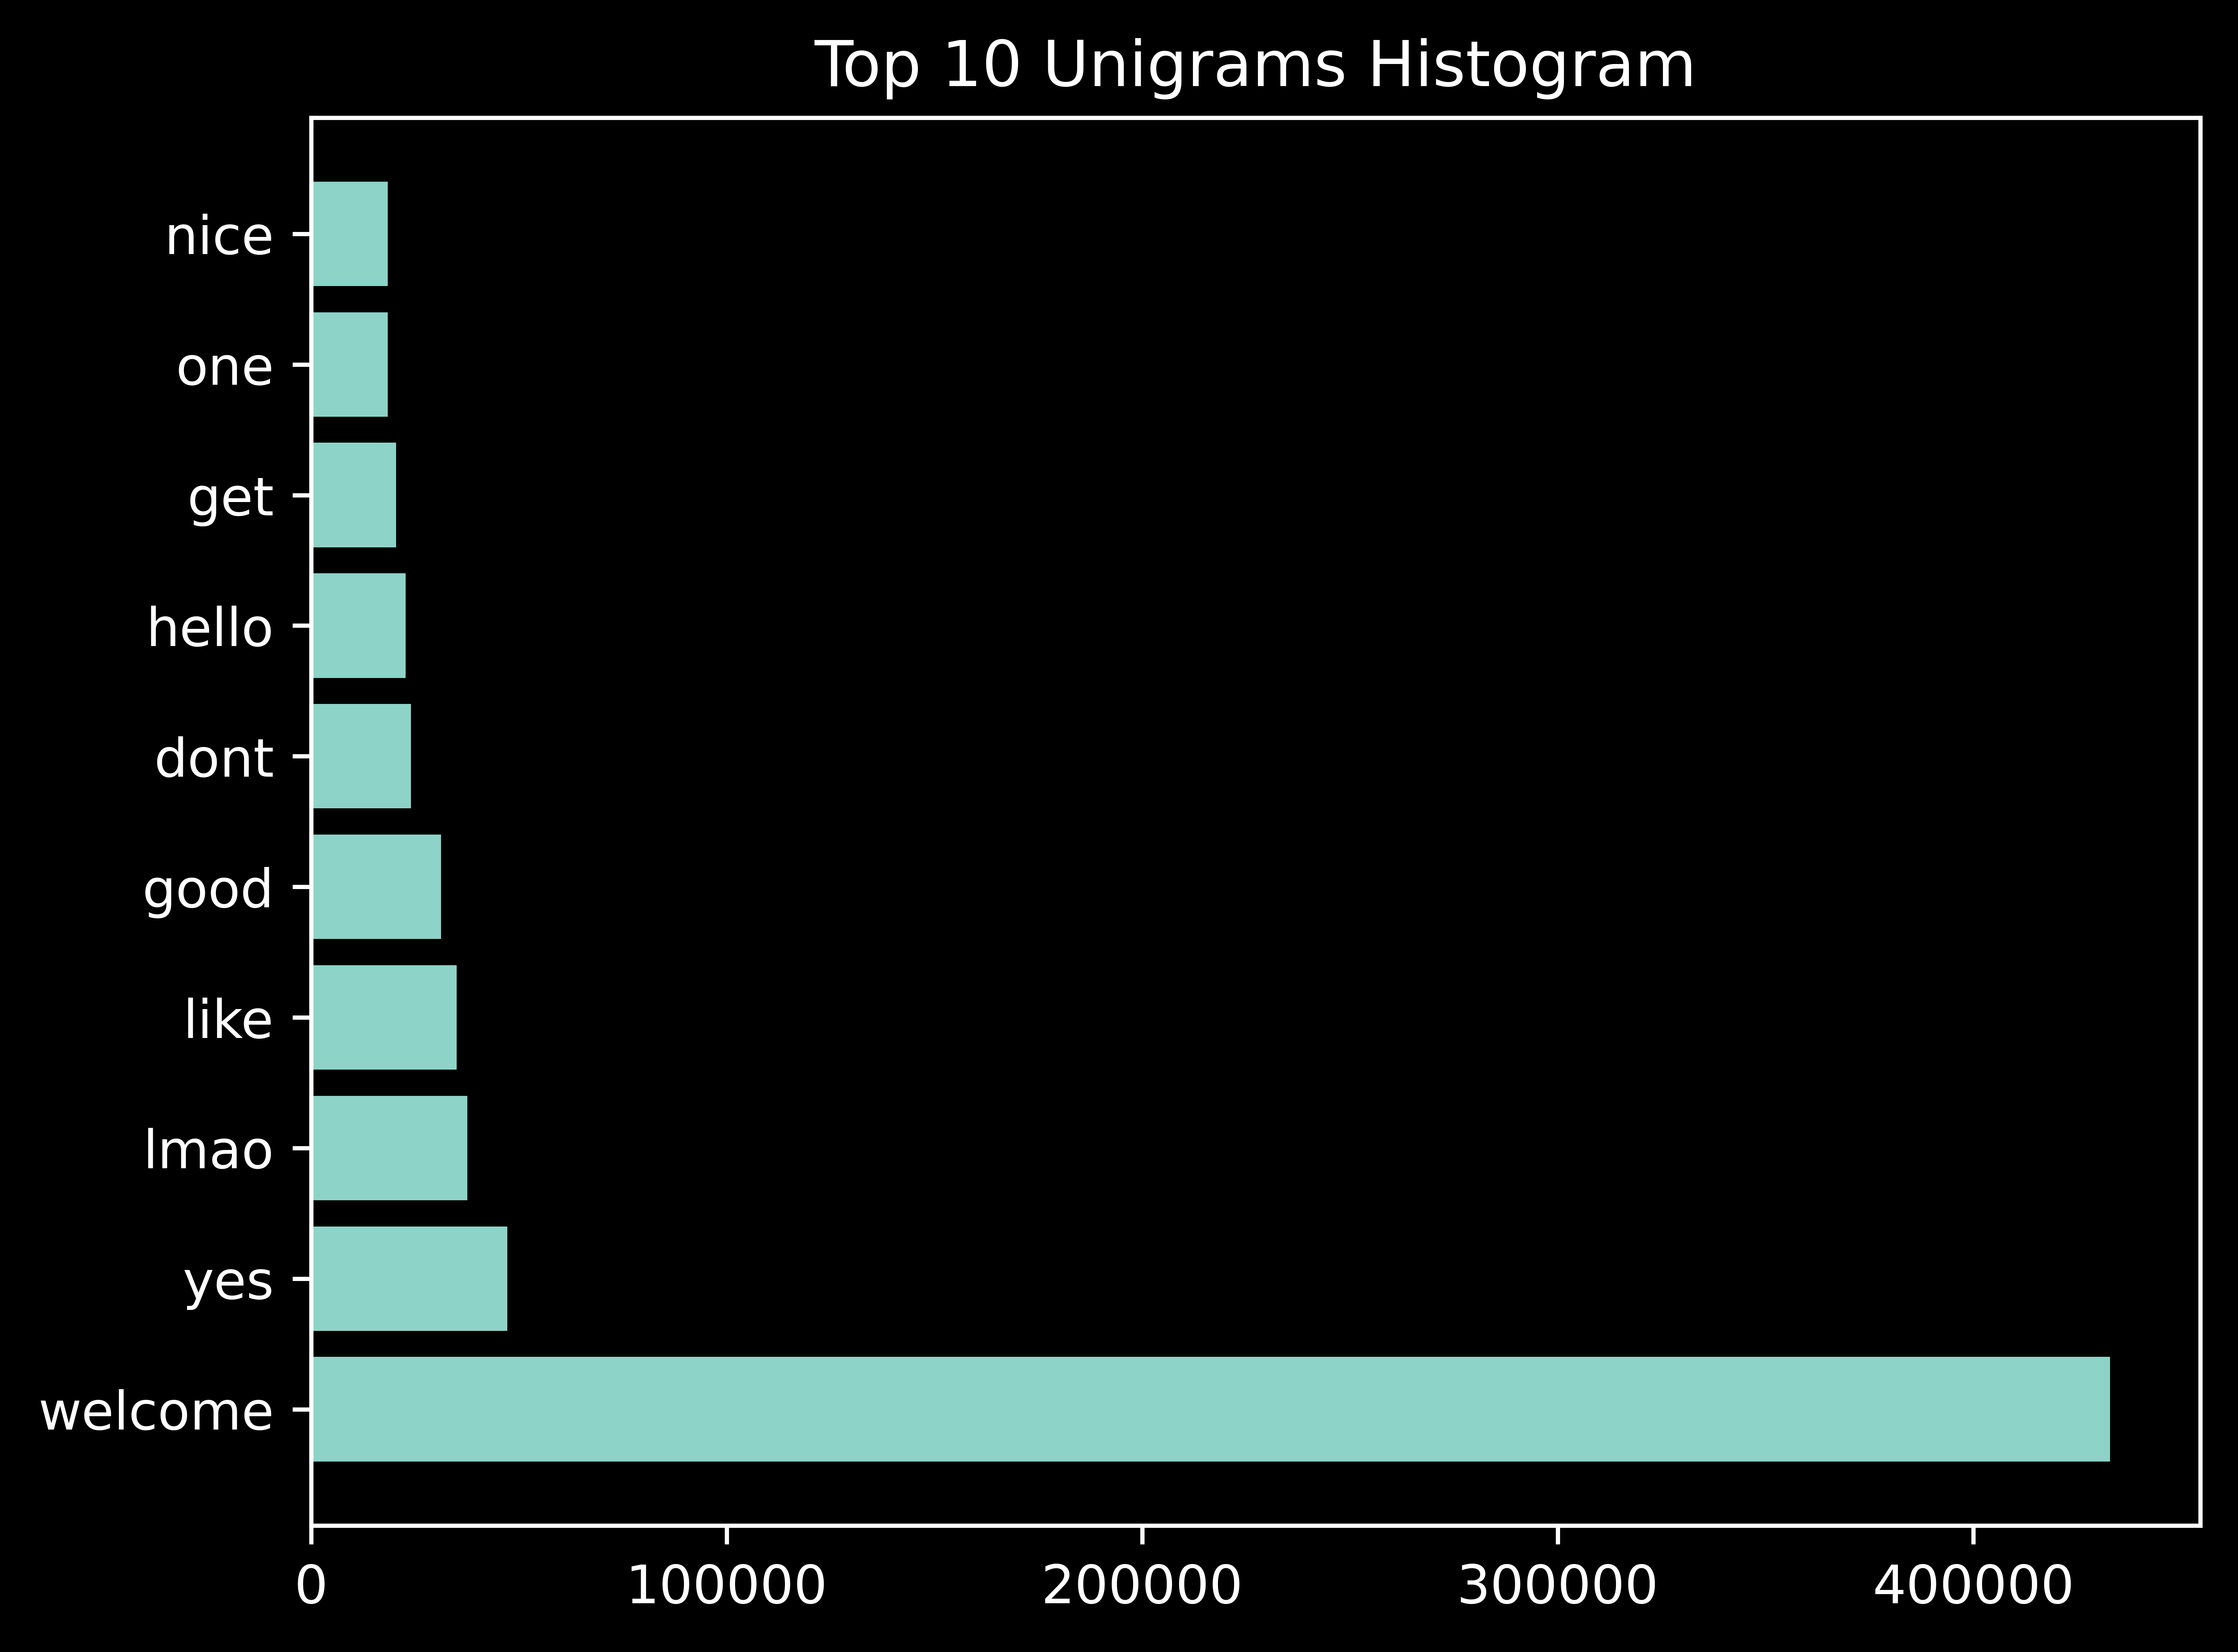 Top 10 Unigrams Histogram
nice
one
get
hello
dont
good
like
lmao
yes
welcome
0 100000 200000 300000 400000